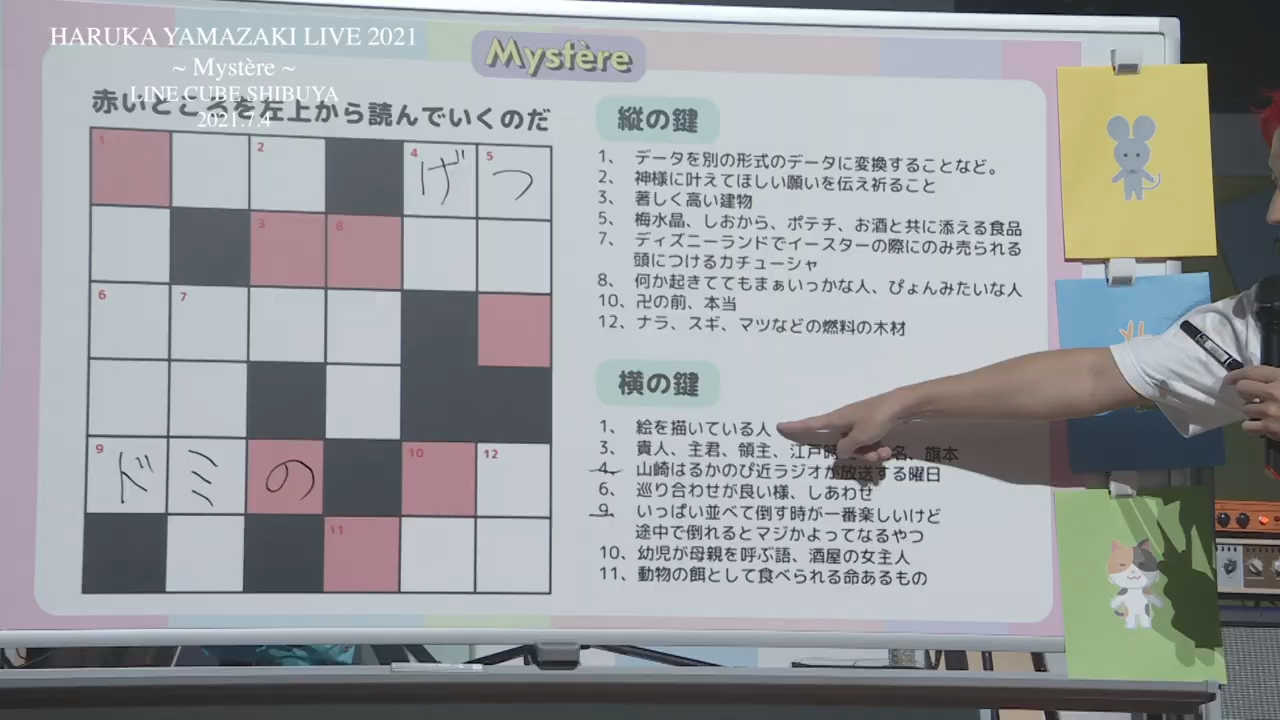 HARUKA YAMAZAKI LIVE 2021
~ Mystère ~
LINE CUBE SHIBUYA
2021.7.4
Mystère
赤いところを左上から読んでいくのだ
1 2 4 げ 5 つ
3 8
6 7
9 ド ミ の 10 12
11
縦の鍵
1、 データを別の形式のデータに変換することなど。
2、 神様に叶えてほしい願いを伝え祈ること
3、 著しく高い建物
5、 梅水晶、しおから、ポテチ、お酒と共に添える食品
7、 ディズニーランドでイースターの際にのみ売られる
頭につけるカチューシャ
8、 何か起きててもまぁいっかな人、ぴょんみたいな人
10、卍の前、本当
12、ナラ、スギ、マツなどの燃料の木材
横の鍵
1、 絵を描いている人
3、 貴人、主君、領主、江戸時 名、旗本
4、 山崎はるかのぴ近ラジオが放送する曜日
6、 巡り合わせが良い様、しあわせ
9、 いっぱい並べて倒す時が一番楽しいけど
途中で倒れるとマジかよってなるやつ
10、幼児が母親を呼ぶ語、酒屋の女主人
11、動物の餌として食べられる命あるもの